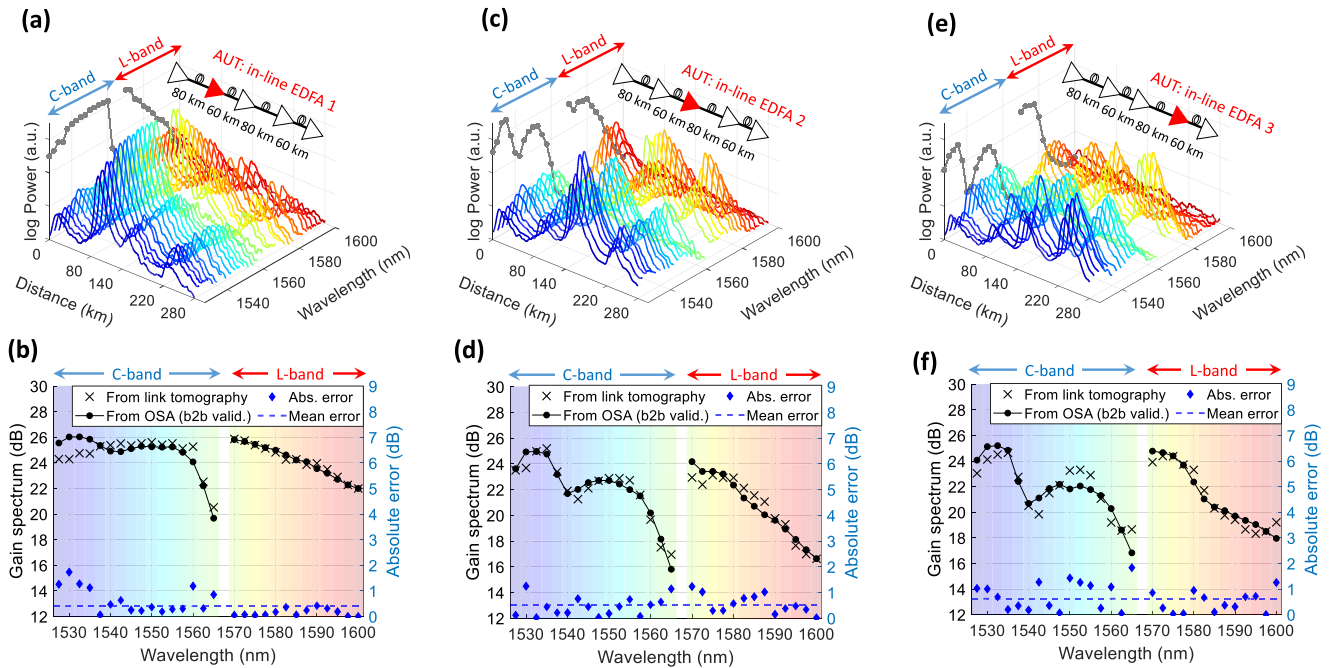 (a)
C-band
L-band
AUT: in-line EDFA 1
80 km
60 km
80 km
60 km
log Power (a.u.)
0
80
140
220
280
Distance (km)
1540
1560
1580
1600
Wavelength (nm)
(c)
C-band
L-band
AUT: in-line EDFA 2
80 km
60 km
80 km
60 km
log Power (a.u.)
0
80
140
220
280
Distance (km)
1540
1560
1580
1600
Wavelength (nm)
(e)
C-band
L-band
AUT: in-line EDFA 3
80 km
60 km
80 km
60 km
log Power (a.u.)
0
80
140
220
280
Distance (km)
1540
1560
1580
1600
Wavelength (nm)
(b)
C-band
L-band
From link tomography
Abs. error
From OSA (b2b valid.)
Mean error
Gain spectrum (dB)
30
28
26
24
22
20
18
16
14
12
Absolute error (dB)
9
8
7
6
5
4
3
2
1
0
1530 1540 1550 1560 1570 1580 1590 1600
Wavelength (nm)
(d)
C-band
L-band
From link tomography
Abs. error
From OSA (b2b valid.)
Mean error
Gain spectrum (dB)
30
28
26
24
22
20
18
16
14
12
Absolute error (dB)
9
8
7
6
5
4
3
2
1
0
1530 1540 1550 1560 1570 1580 1590 1600
Wavelength (nm)
(f)
C-band
L-band
From link tomography
Abs. error
From OSA (b2b valid.)
Mean error
Gain spectrum (dB)
30
28
26
24
22
20
18
16
14
12
Absolute error (dB)
9
8
7
6
5
4
3
2
1
0
1530 1540 1550 1560 1570 1580 1590 1600
Wavelength (nm)